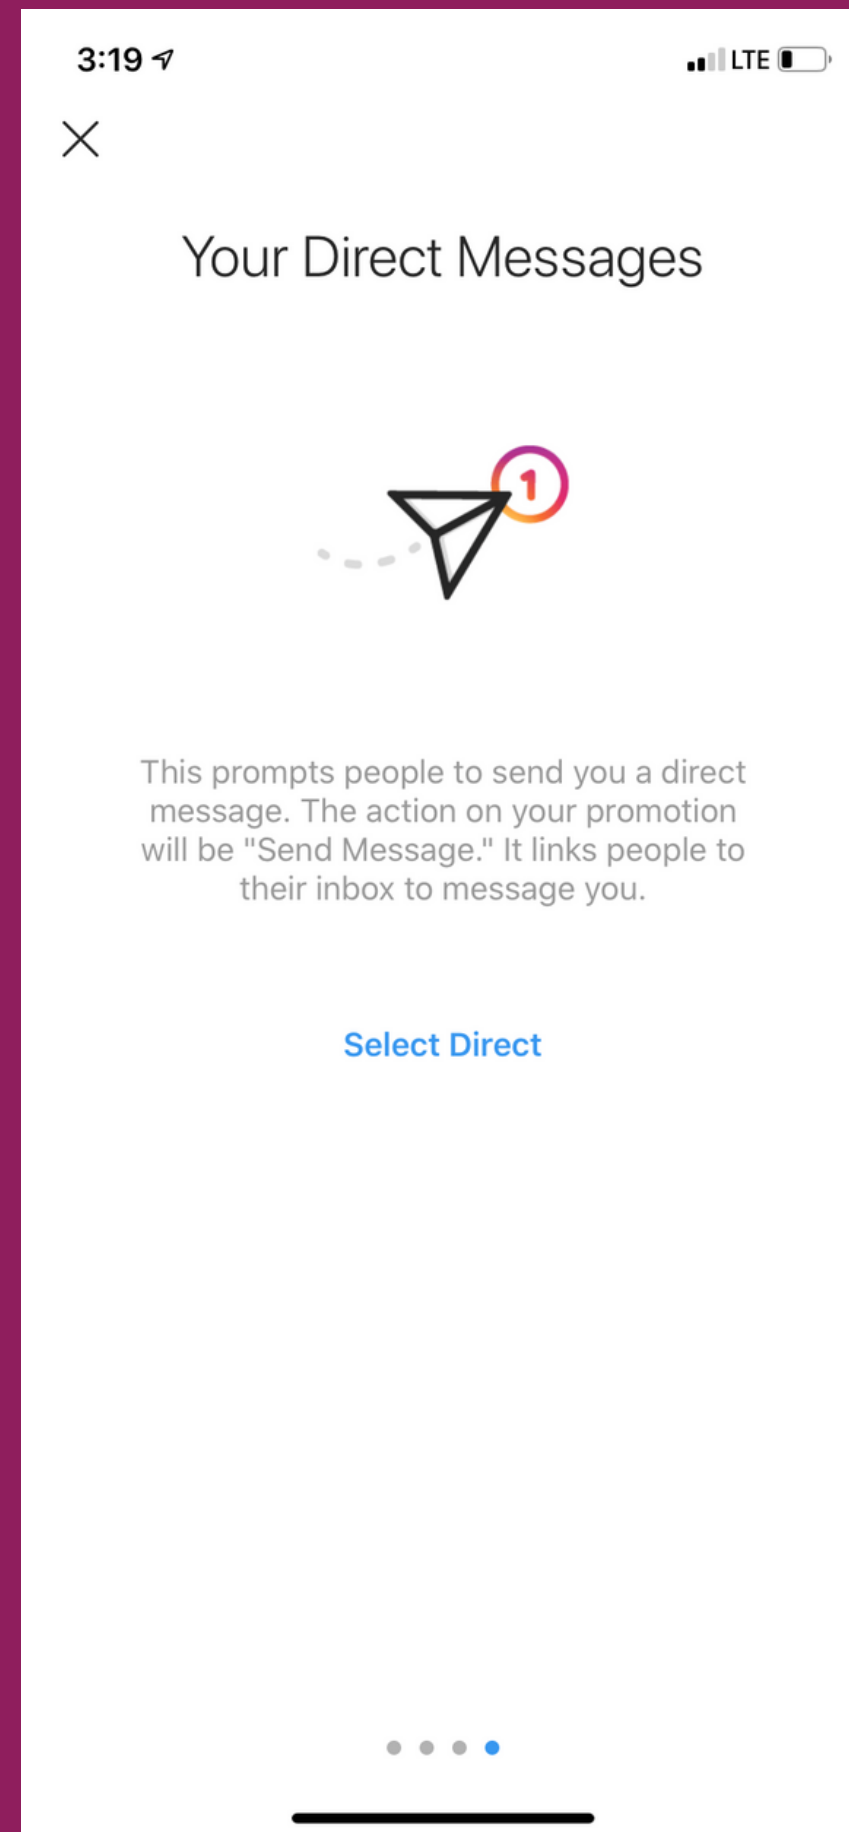 3:19 LTE
Your Direct Messages
1
This prompts people to send you a direct
message. The action on your promotion
will be "Send Message." It links people to
their inbox to message you.
Select Direct